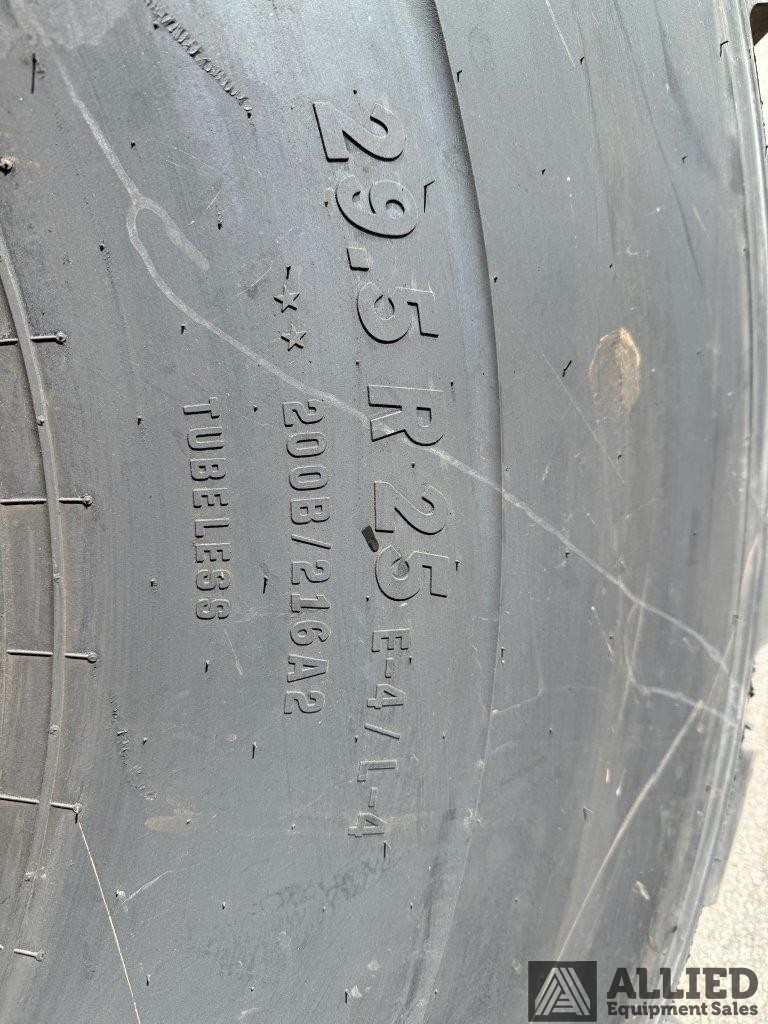 29.5 R 25 E-4/L-4
★★ 200B/216A2
TUBELESS
ALLIED
Equipment Sales